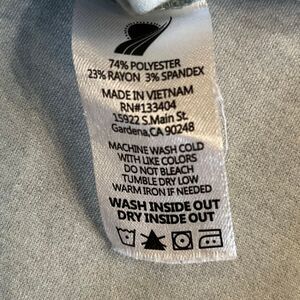 74% POLYESTER
23% RAYON 3% SPANDEX
MADE IN VIETNAM
RN#133404
15922 S.Main St.
Gardena,CA 90248
MACHINE WASH COLD
WITH LIKE COLORS
DO NOT BLEACH
TUMBLE DRY LOW
WARM IRON IF NEEDED
WASH INSIDE OUT
DRY INSIDE OUT